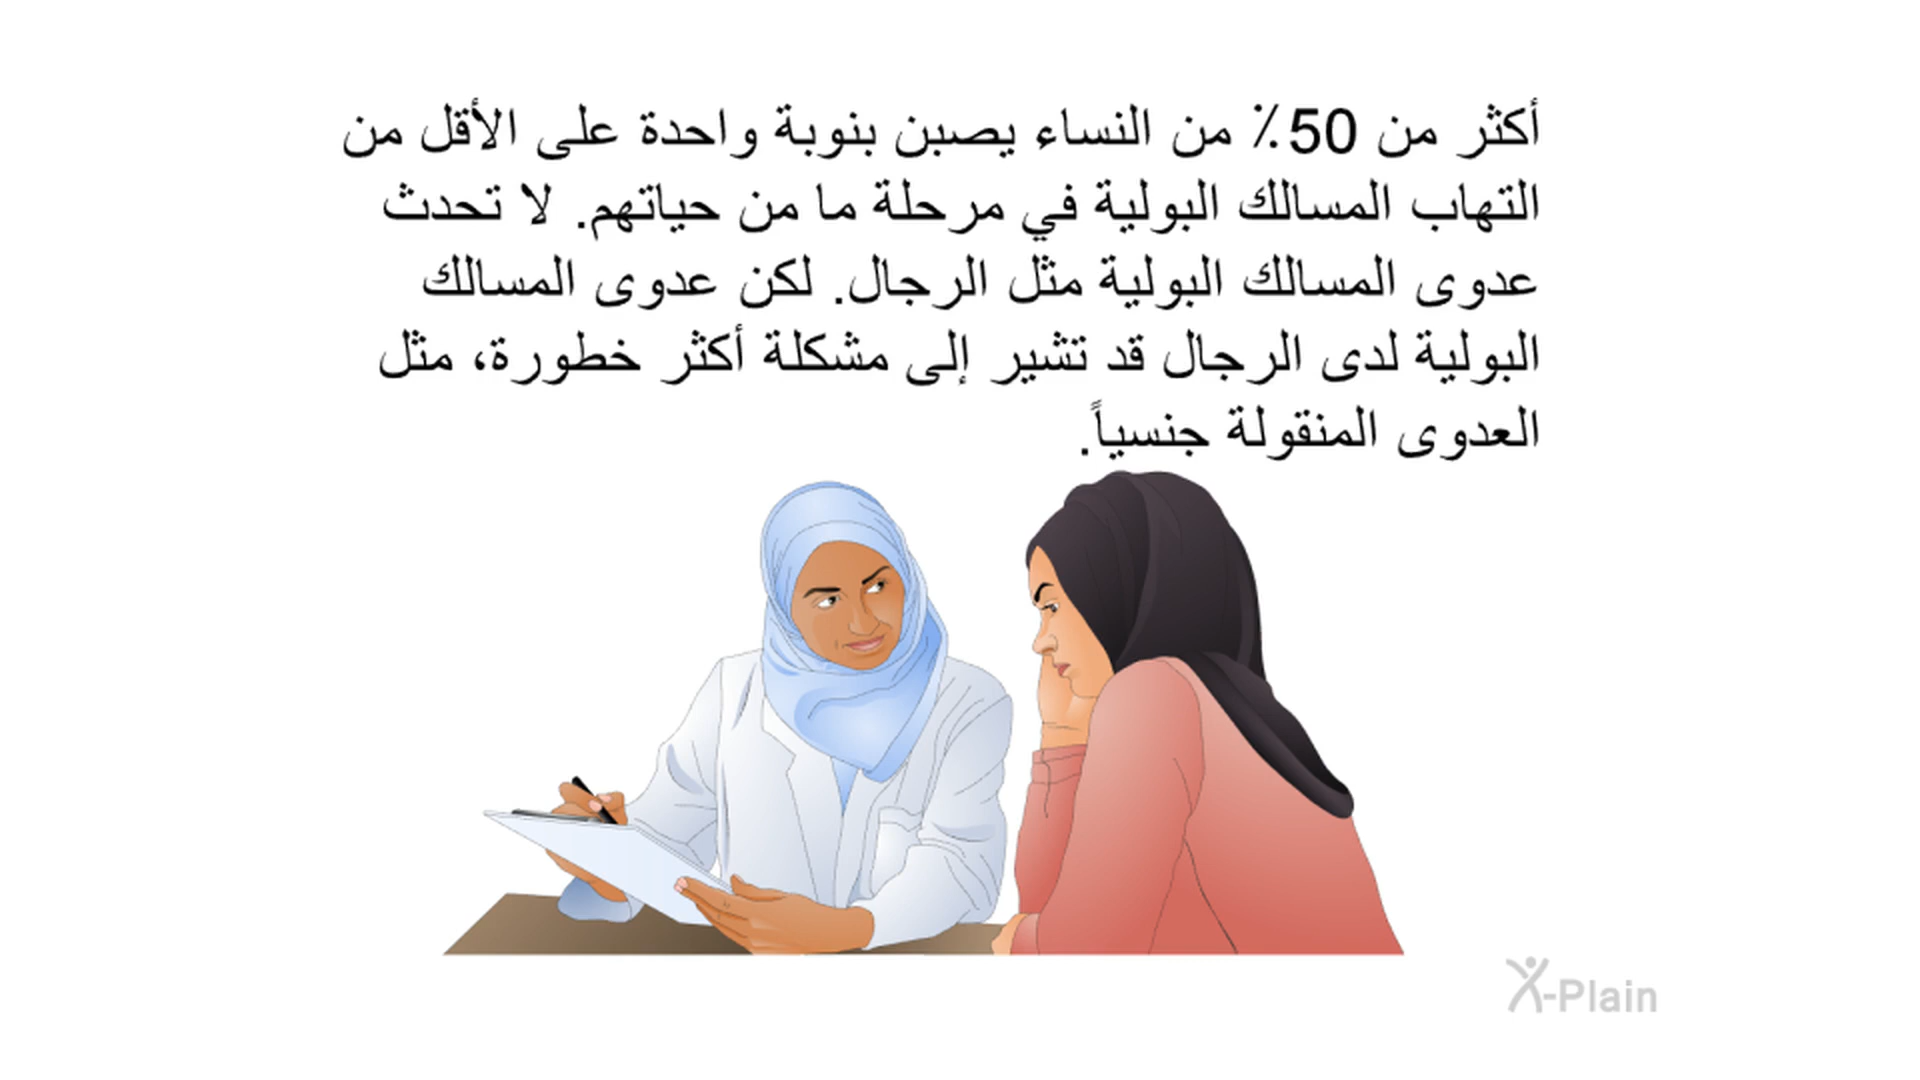 أكثر من 50٪ من النساء يصبن بنوبة واحدة على الأقل من
التهاب المسالك البولية في مرحلة ما من حياتهم. لا تحدث
عدوى المسالك البولية مثل الرجال. لكن عدوى المسالك
البولية لدى الرجال قد تشير إلى مشكلة أكثر خطورة، مثل
العدوى المنقولة جنسياً.
X-Plain